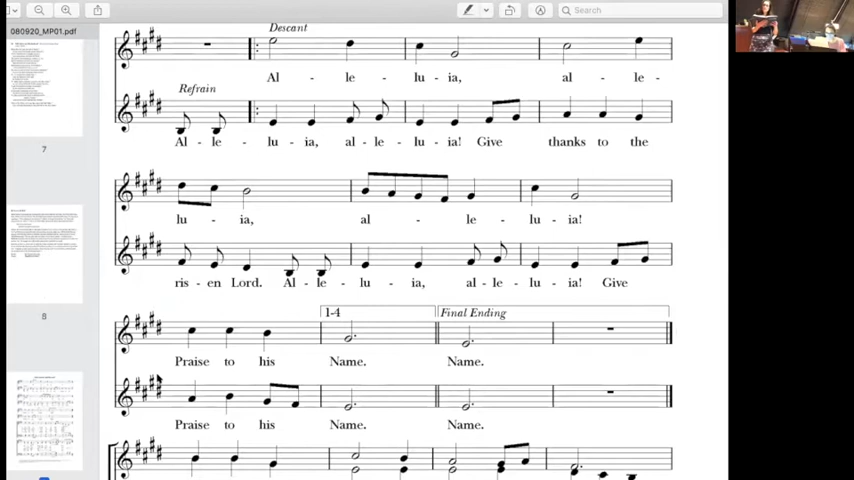 Search
080920_MP01.pdf
Descant
Al - le - lu - ia, al - le -
Refrain
Al - le - lu - ia, al - le - lu - ia! Give thanks to the
7
lu - ia, al - le - lu - ia!
ris - en Lord. Al - le - lu - ia, al - le - lu - ia! Give
8
1-4 Final Ending
Praise to his Name. Name.
Praise to his Name. Name.